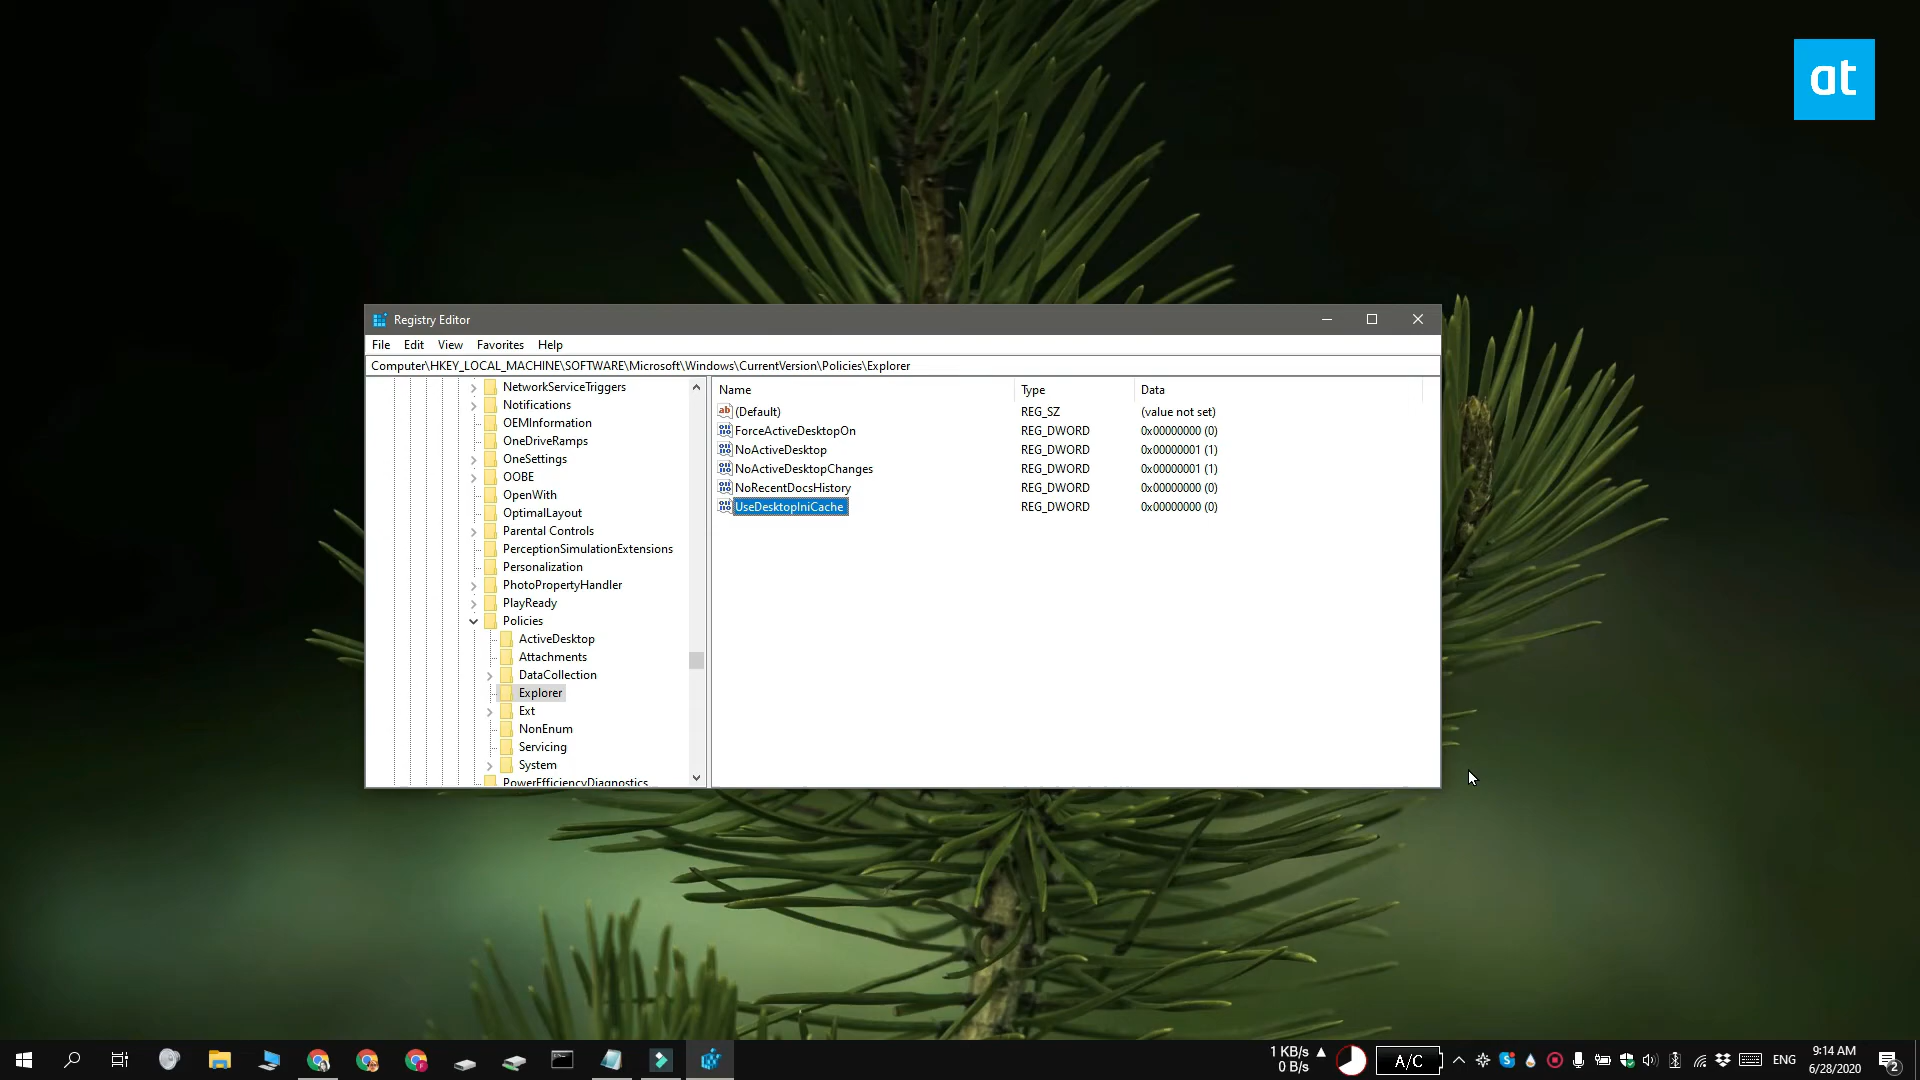 at
Registry Editor
File Edit View Favorites Help
Computer\HKEY_LOCAL_MACHINE\SOFTWARE\Microsoft\Windows\CurrentVersion\Policies\Explorer
NetworkServiceTriggers
Notifications
OEMInformation
OneDriveRamps
OneSettings
OOBE
OpenWith
OptimalLayout
Parental Controls
PerceptionSimulationExtensions
Personalization
PhotoPropertyHandler
PlayReady
Policies
ActiveDesktop
Attachments
DataCollection
Explorer
Ext
NonEnum
Servicing
System
PowerEfficiencyDiagnostics
Name Type Data
ab (Default) REG_SZ (value not set)
ForceActiveDesktopOn REG_DWORD 0x00000000 (0)
NoActiveDesktop REG_DWORD 0x00000001 (1)
NoActiveDesktopChanges REG_DWORD 0x00000001 (1)
NoRecentDocsHistory REG_DWORD 0x00000000 (0)
UseDesktopIniCache REG_DWORD 0x00000000 (0)
1 KB/s
0 B/s
A/C
ENG
9:14 AM
6/28/2020
2